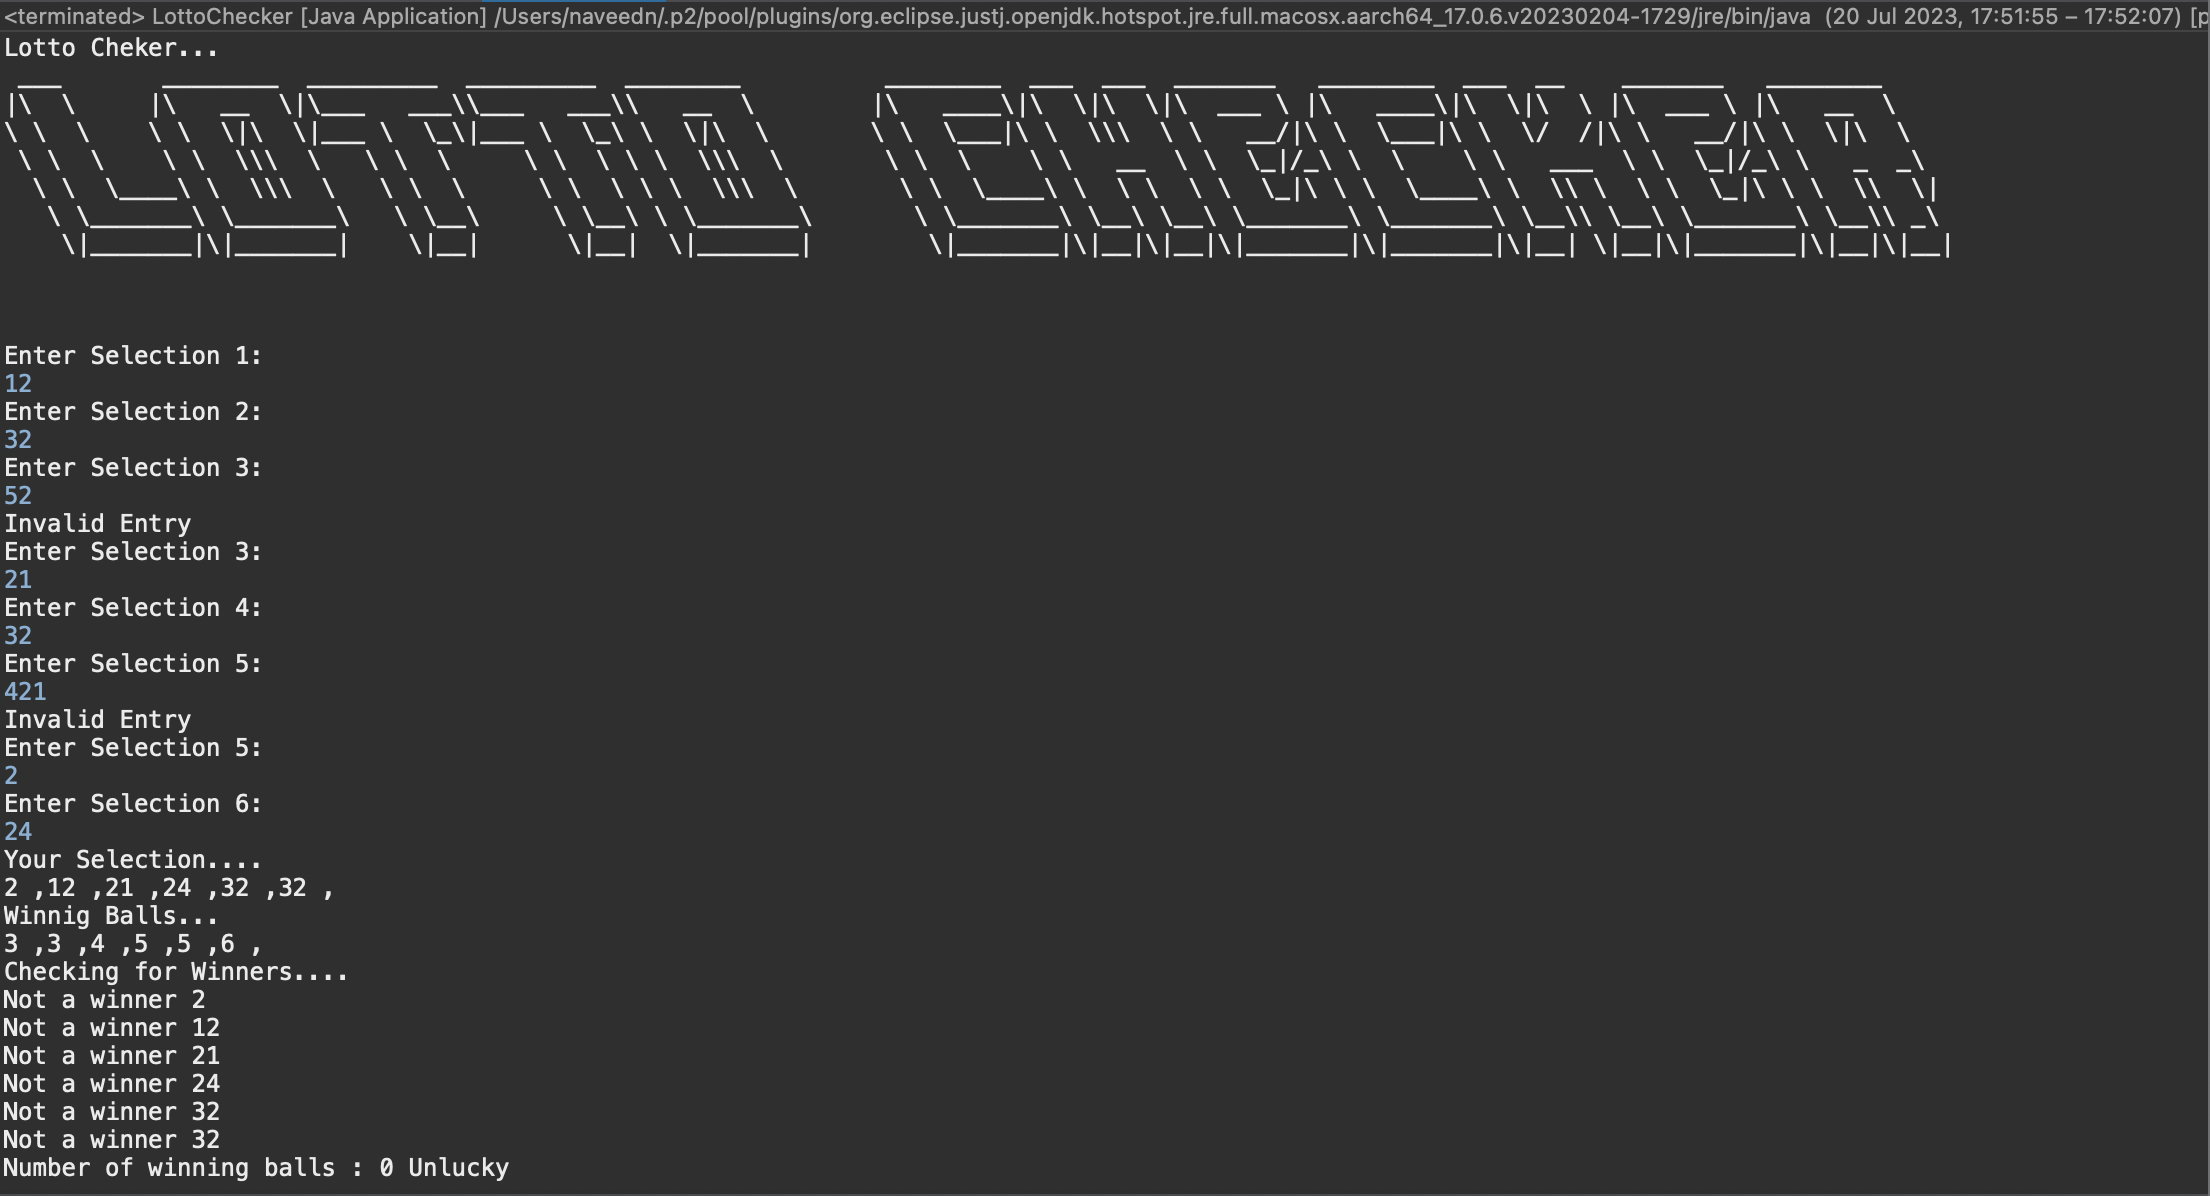 <terminated> LottoChecker [Java Application] /Users/naveedn/.p2/pool/plugins/org.eclipse.justj.openjdk.hotspot.jre.full.macosx.aarch64_17.0.6.v20230204-1729/jre/bin/java (20 Jul 2023, 17:51:55 – 17:52:07) [p
Lotto Cheker...
LOTTO CHECKER
Enter Selection 1:
12
Enter Selection 2:
32
Enter Selection 3:
52
Invalid Entry
Enter Selection 3:
21
Enter Selection 4:
32
Enter Selection 5:
421
Invalid Entry
Enter Selection 5:
2
Enter Selection 6:
24
Your Selection....
2 ,12 ,21 ,24 ,32 ,32 ,
Winnig Balls...
3 ,3 ,4 ,5 ,5 ,6 ,
Checking for Winners....
Not a winner 2
Not a winner 12
Not a winner 21
Not a winner 24
Not a winner 32
Not a winner 32
Number of winning balls : 0 Unlucky